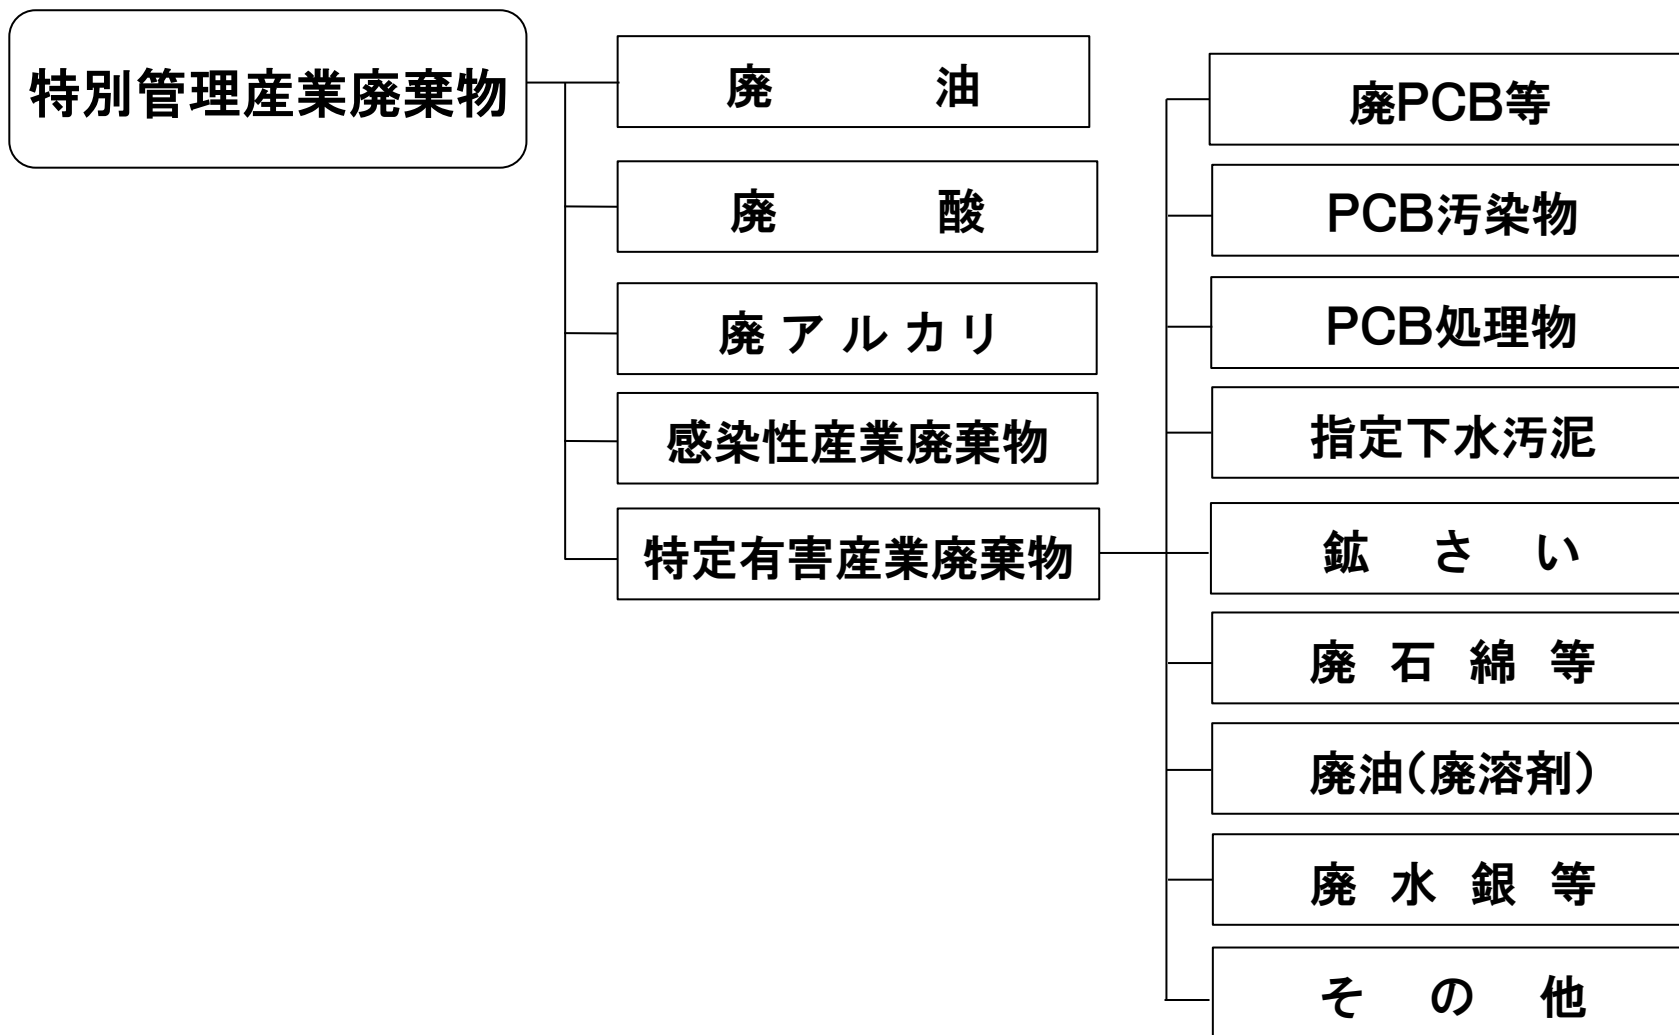 特別管理産業廃棄物
廃油
廃酸
廃アルカリ
感染性産業廃棄物
特定有害産業廃棄物
廃PCB等
PCB汚染物
PCB処理物
指定下水汚泥
鉱さい
廃石綿等
廃油(廃溶剤)
廃水銀等
その他